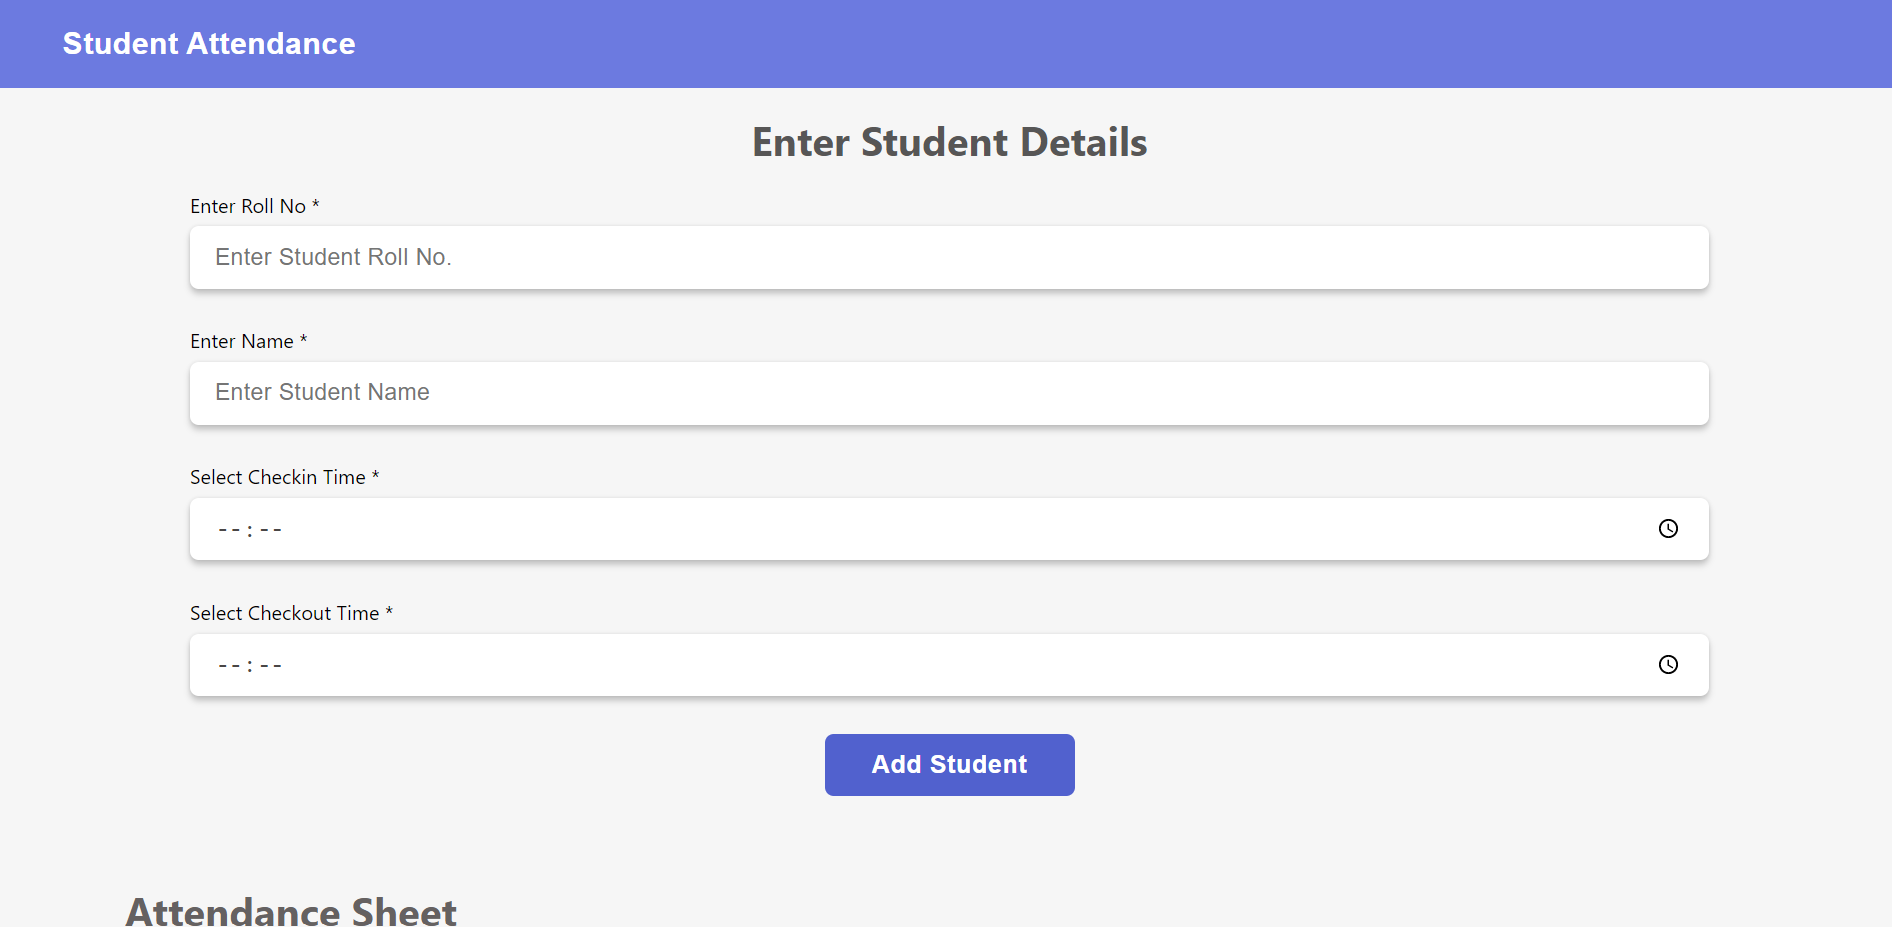 Student Attendance
Enter Student Details
Enter Roll No *
Enter Student Roll No.
Enter Name *
Enter Student Name
Select Checkin Time *
--:--
Select Checkout Time *
--:--
Add Student
Attendance Sheet